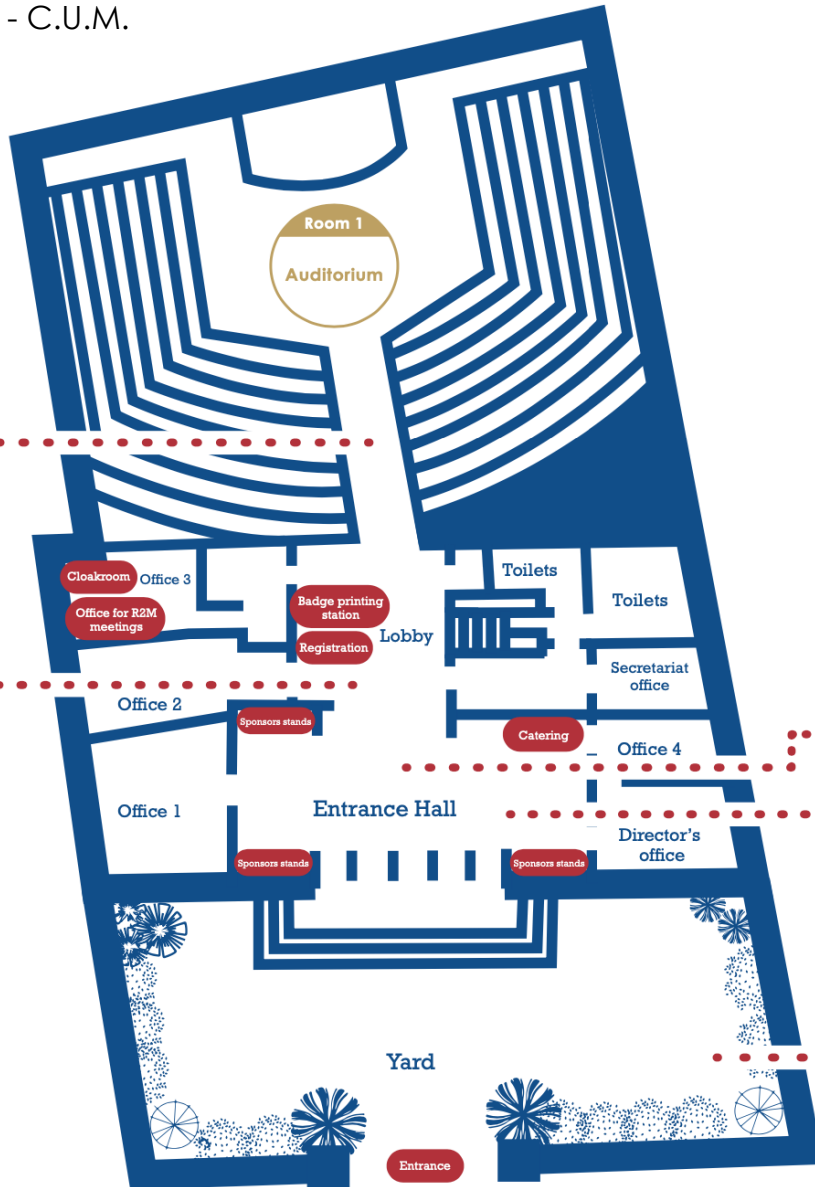 - C.U.M.
Room 1
Auditorium
Cloakroom
Office 3
Office for R2M
meetings
Badge printing
station
Registration
Lobby
Toilets
Toilets
Secretariat
office
Office 2
Sponsors stands
Catering
Office 4
Office 1
Entrance Hall
Director's
office
Sponsors stands
Sponsors stands
Yard
Entrance